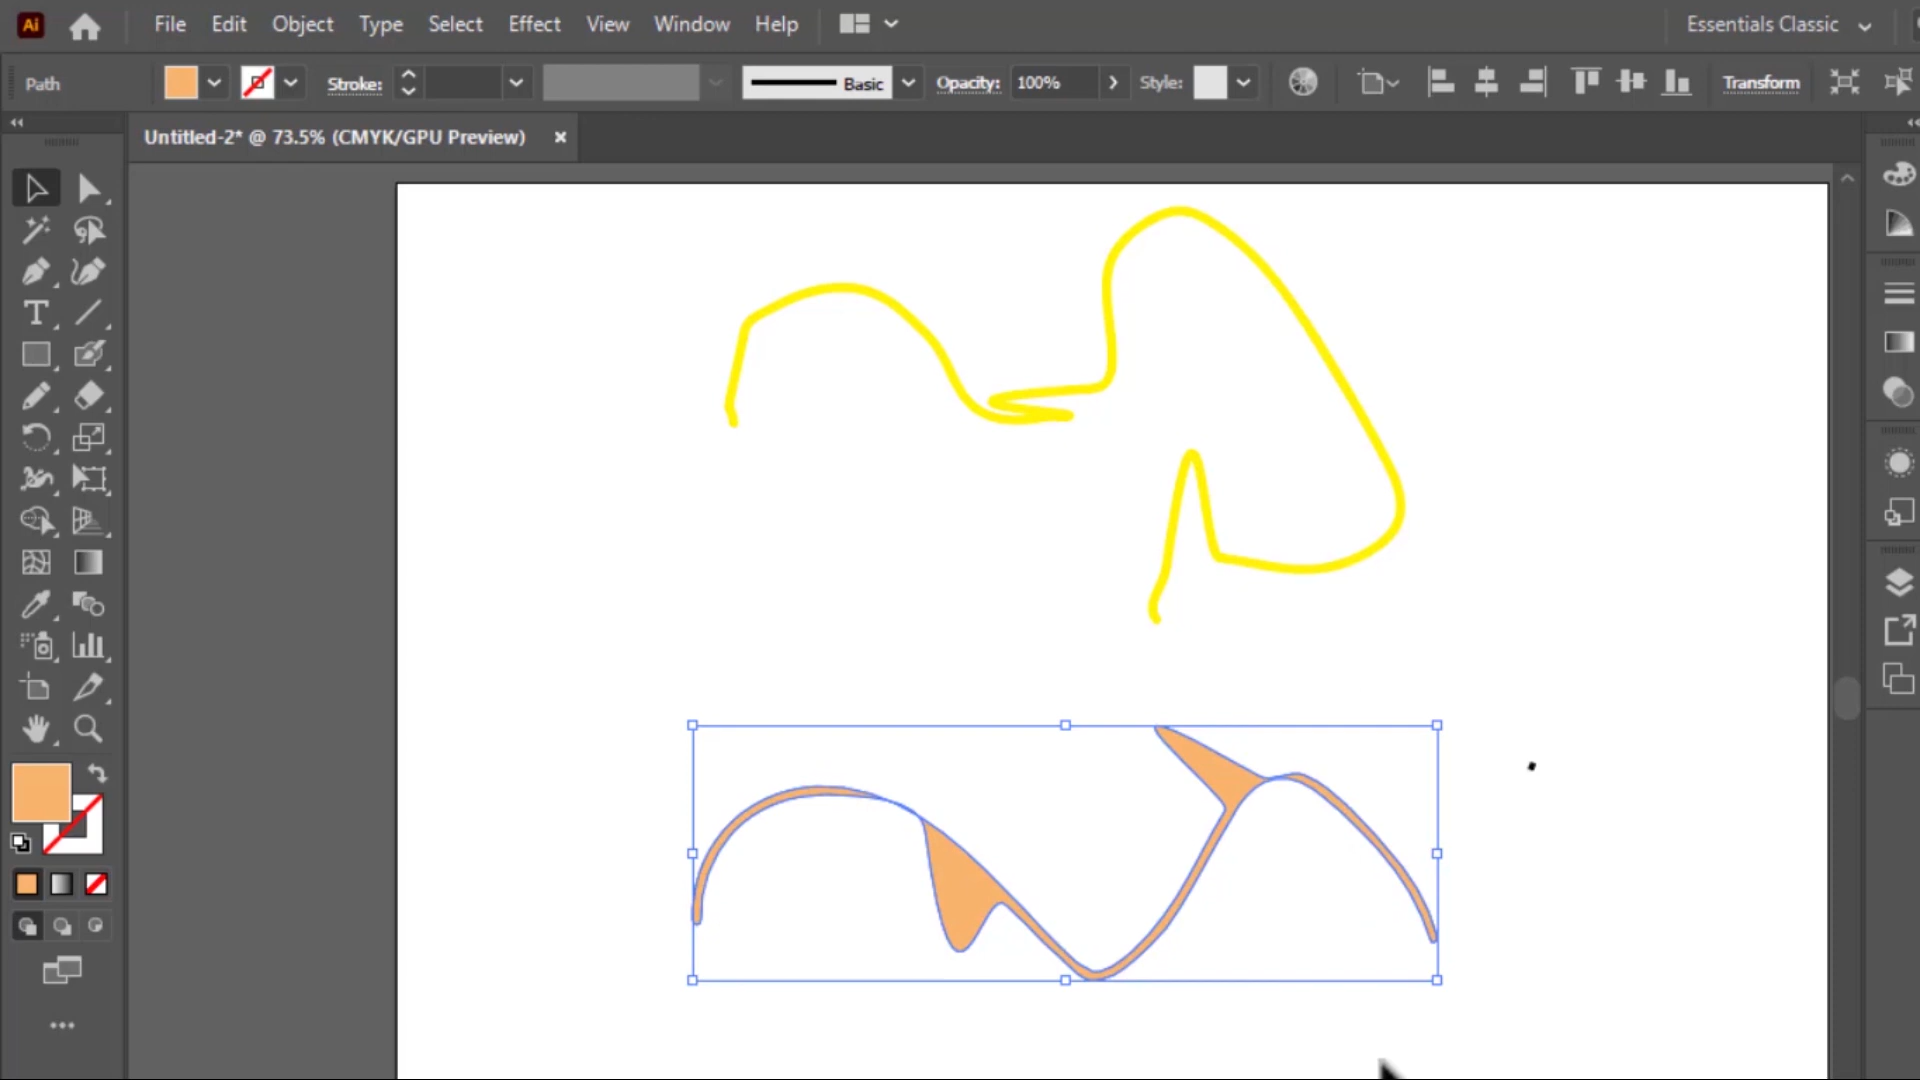 Ai File Edit Object Type Select Effect View Window Help Essentials Classic
Path Stroke: Basic Opacity: 100% Style: Transform
Untitled-2* @ 73.5% (CMYK/GPU Preview) ×